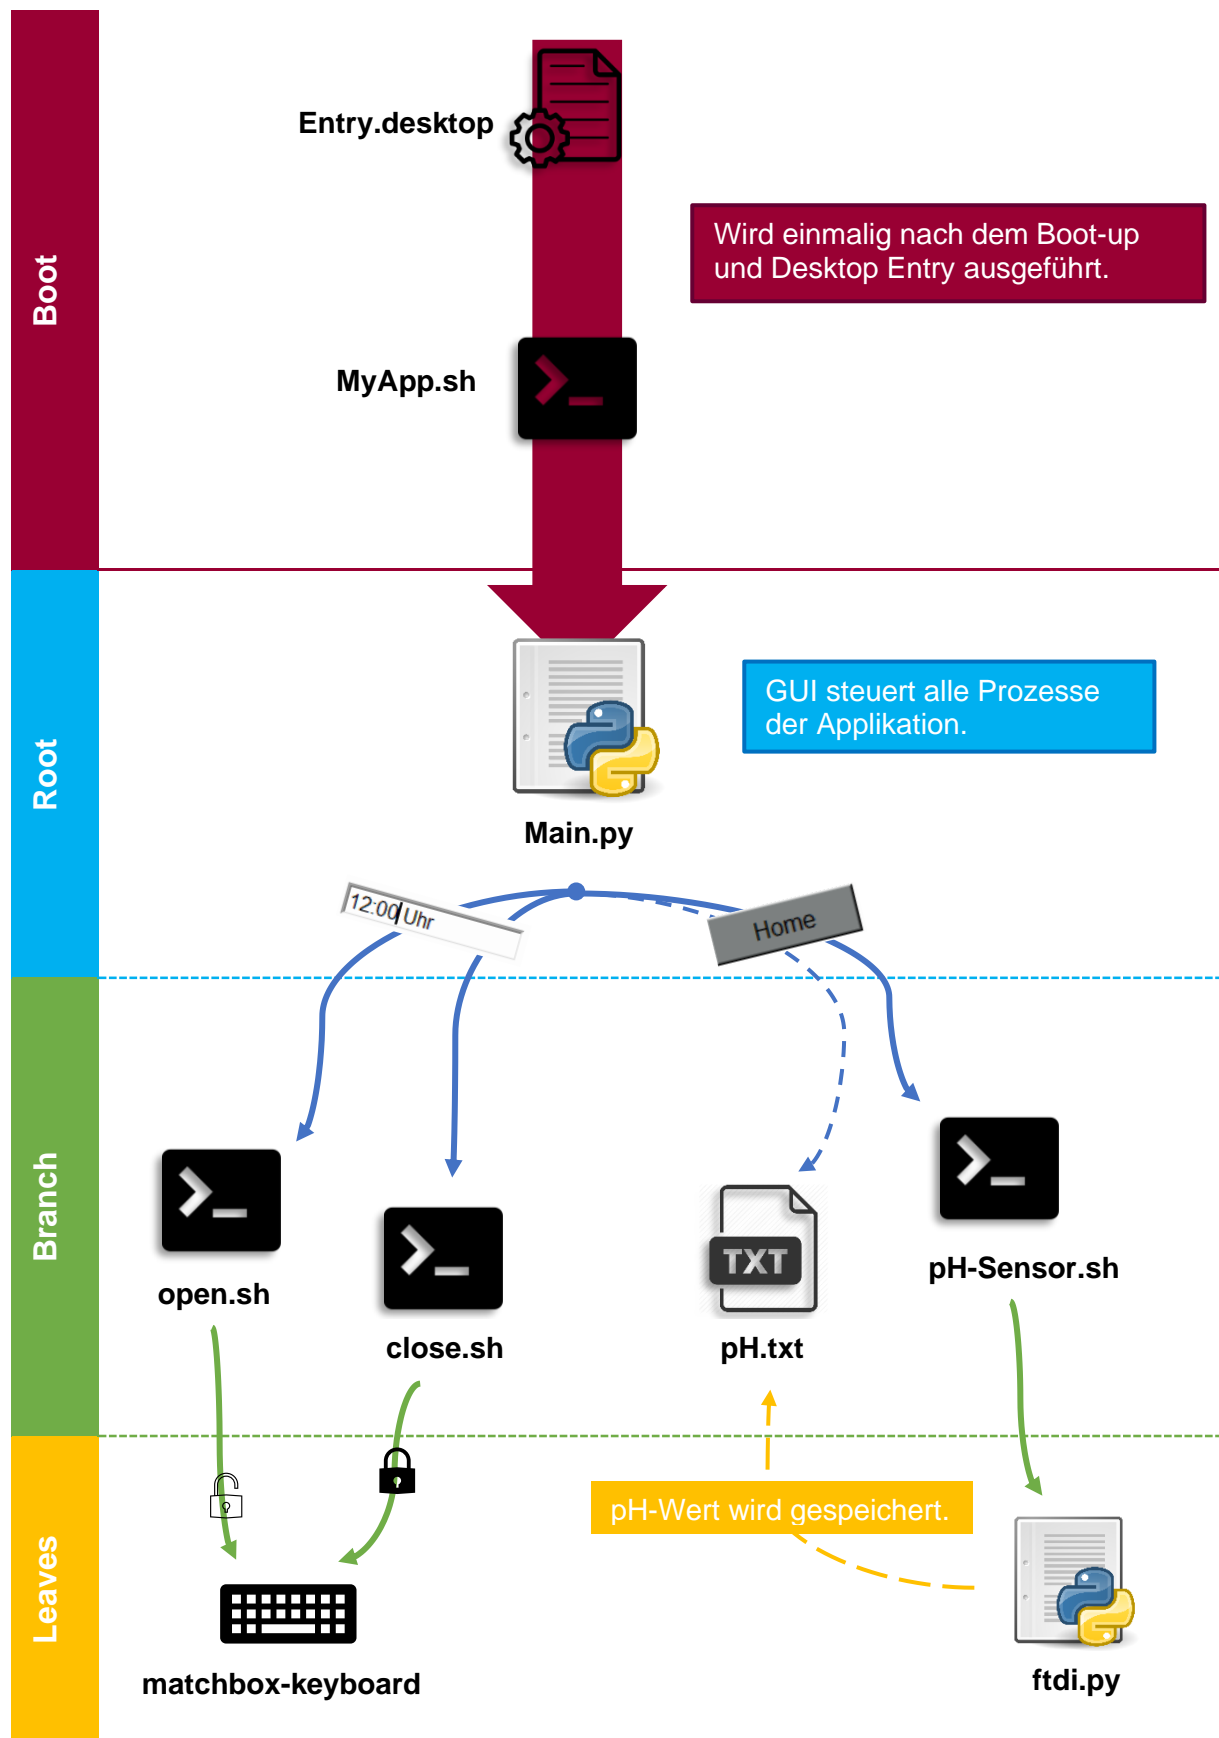 Boot
Entry.desktop
Wird einmalig nach dem Boot-up
und Desktop Entry ausgeführt.
MyApp.sh
Root
GUI steuert alle Prozesse
der Applikation.
Main.py
12:00 Uhr
Home
Branch
open.sh
close.sh
TXT
pH.txt
pH-Sensor.sh
Leaves
pH-Wert wird gespeichert.
matchbox-keyboard
ftdi.py